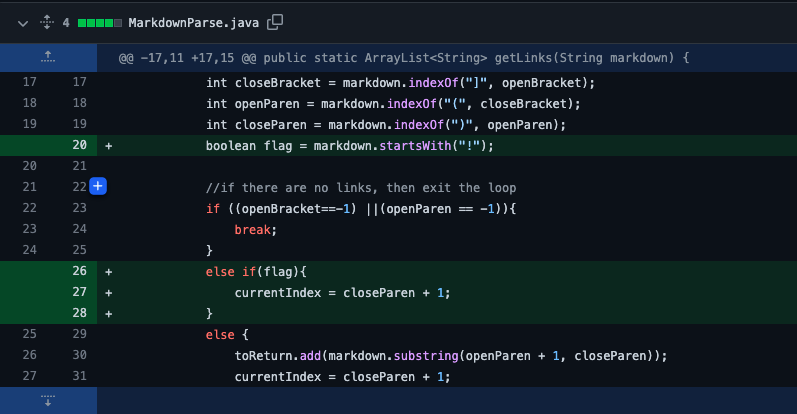 4 MarkdownParse.java
@@ -17,11 +17,15 @@ public static ArrayList<String> getLinks(String markdown) {
17 17 int closeBracket = markdown.indexOf("]", openBracket);
18 18 int openParen = markdown.indexOf("(", closeBracket);
19 19 int closeParen = markdown.indexOf(")", openParen);
20 + boolean flag = markdown.startsWith("!");
20 21
21 22 + //if there are no links, then exit the loop
22 23 if ((openBracket==-1) ||(openParen == -1)){
23 24 break;
24 25 }
26 + else if(flag){
27 + currentIndex = closeParen + 1;
28 + }
25 29 else {
26 30 toReturn.add(markdown.substring(openParen + 1, closeParen));
27 31 currentIndex = closeParen + 1;